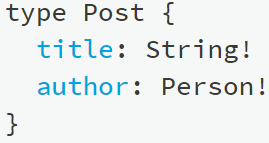 type Post {
  title: String!
  author: Person!
}